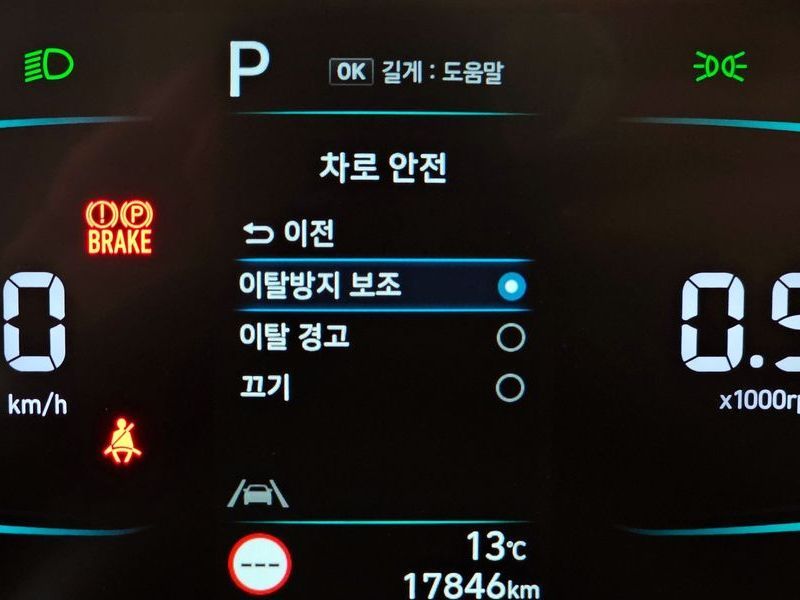 P
OK 길게 : 도움말
차로 안전
이전
BRAKE
이탈방지 보조
이탈 경고
끄기
0
km/h
x1000r
---
13℃
17846km